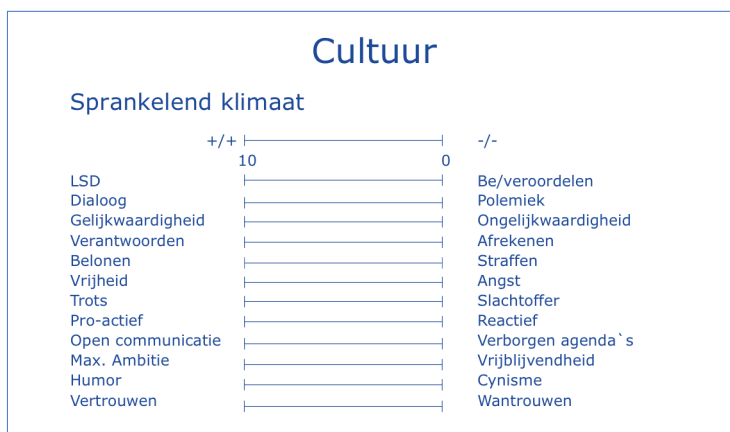 Cultuur
Sprankelend klimaat
+/+ -/-
10 0
LSD Be/veroordelen
Dialoog Polemiek
Gelijkwaardigheid Ongelijkwaardigheid
Verantwoorden Afrekenen
Belonen Straffen
Vrijheid Angst
Trots Slachtoffer
Pro-actief Reactief
Open communicatie Verborgen agenda`s
Max. Ambitie Vrijblijvendheid
Humor Cynisme
Vertrouwen Wantrouwen